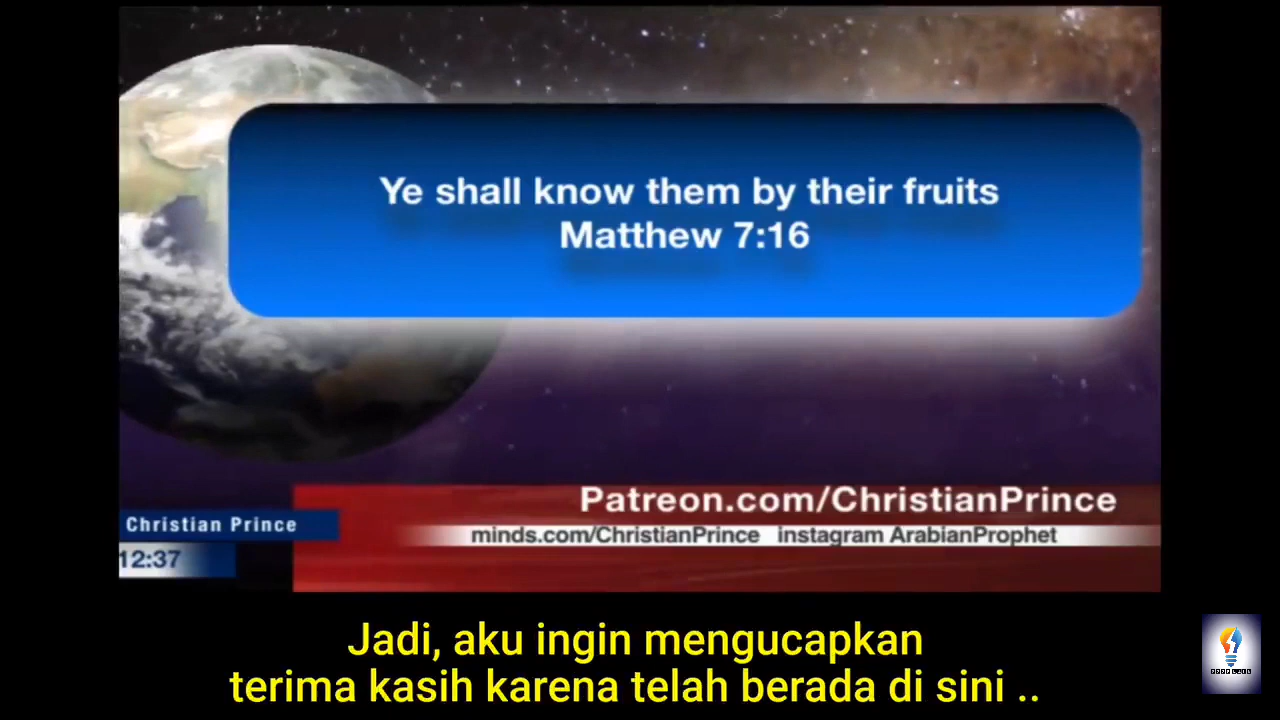 Ye shall know them by their fruits
Matthew 7:16
Patreon.com/ChristianPrince
Christian Prince
minds.com/ChristianPrince instagram ArabianProphet
12:37
Jadi, aku ingin mengucapkan
terima kasih karena telah berada di sini ..